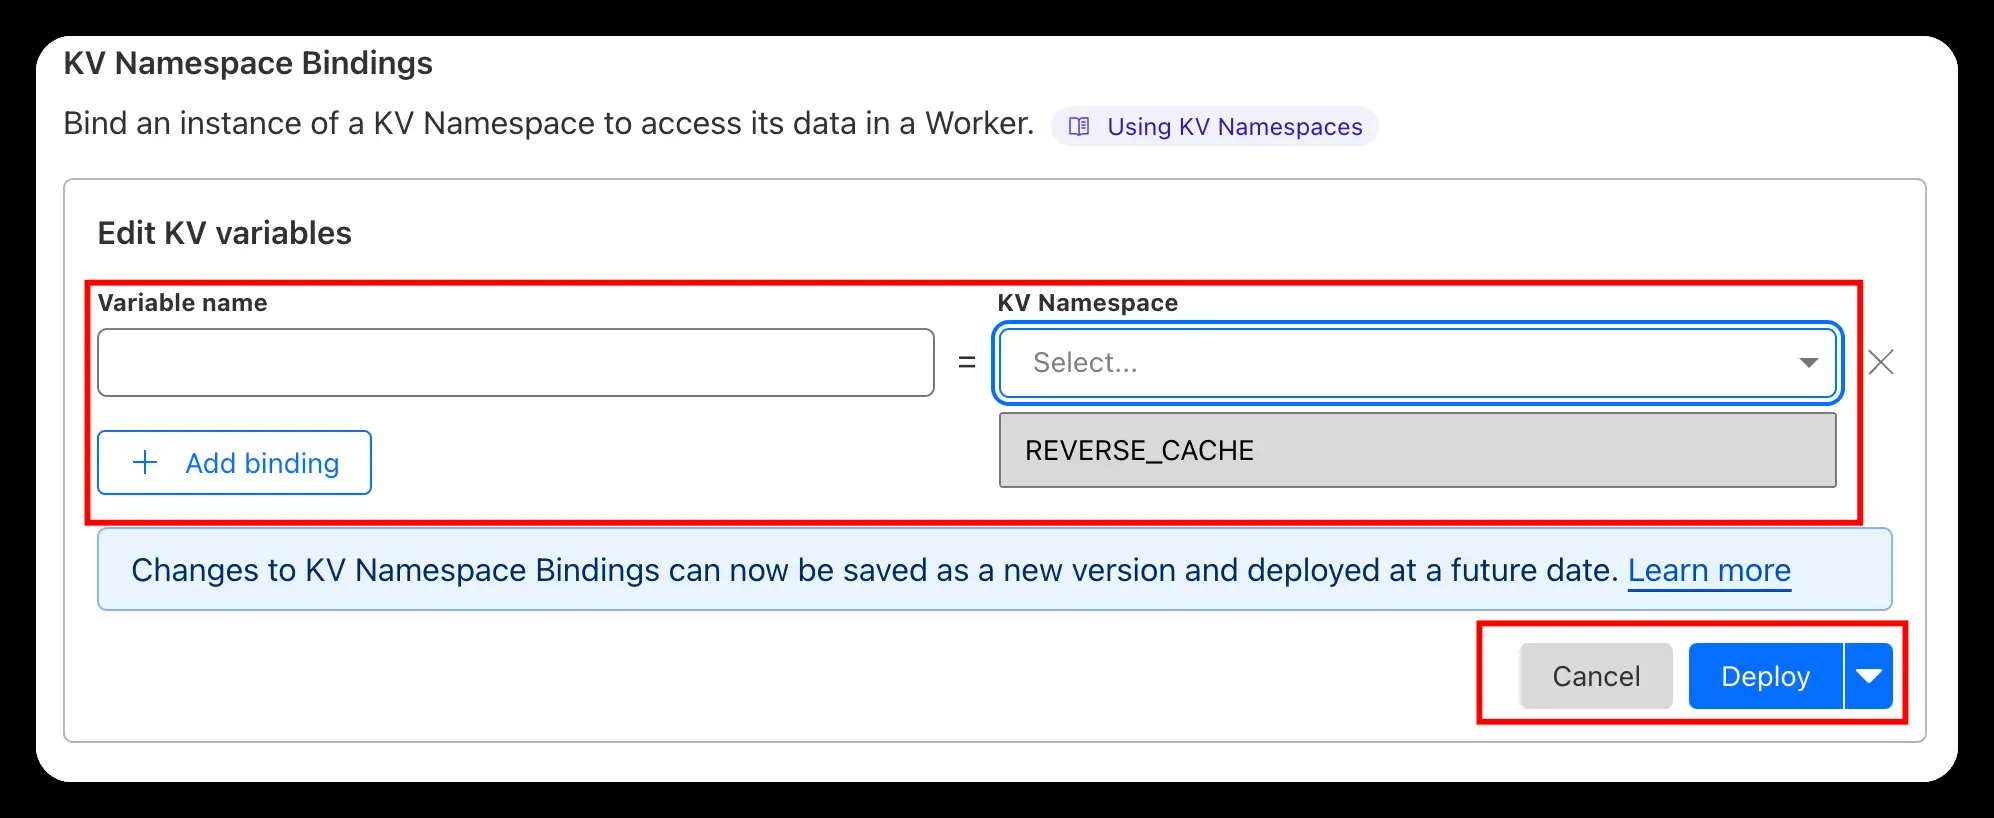 KV Namespace Bindings
Bind an instance of a KV Namespace to access its data in a Worker. Using KV Namespaces
Edit KV variables
Variable name KV Namespace
= Select...
REVERSE_CACHE
+ Add binding
Changes to KV Namespace Bindings can now be saved as a new version and deployed at a future date. Learn more
Cancel Deploy